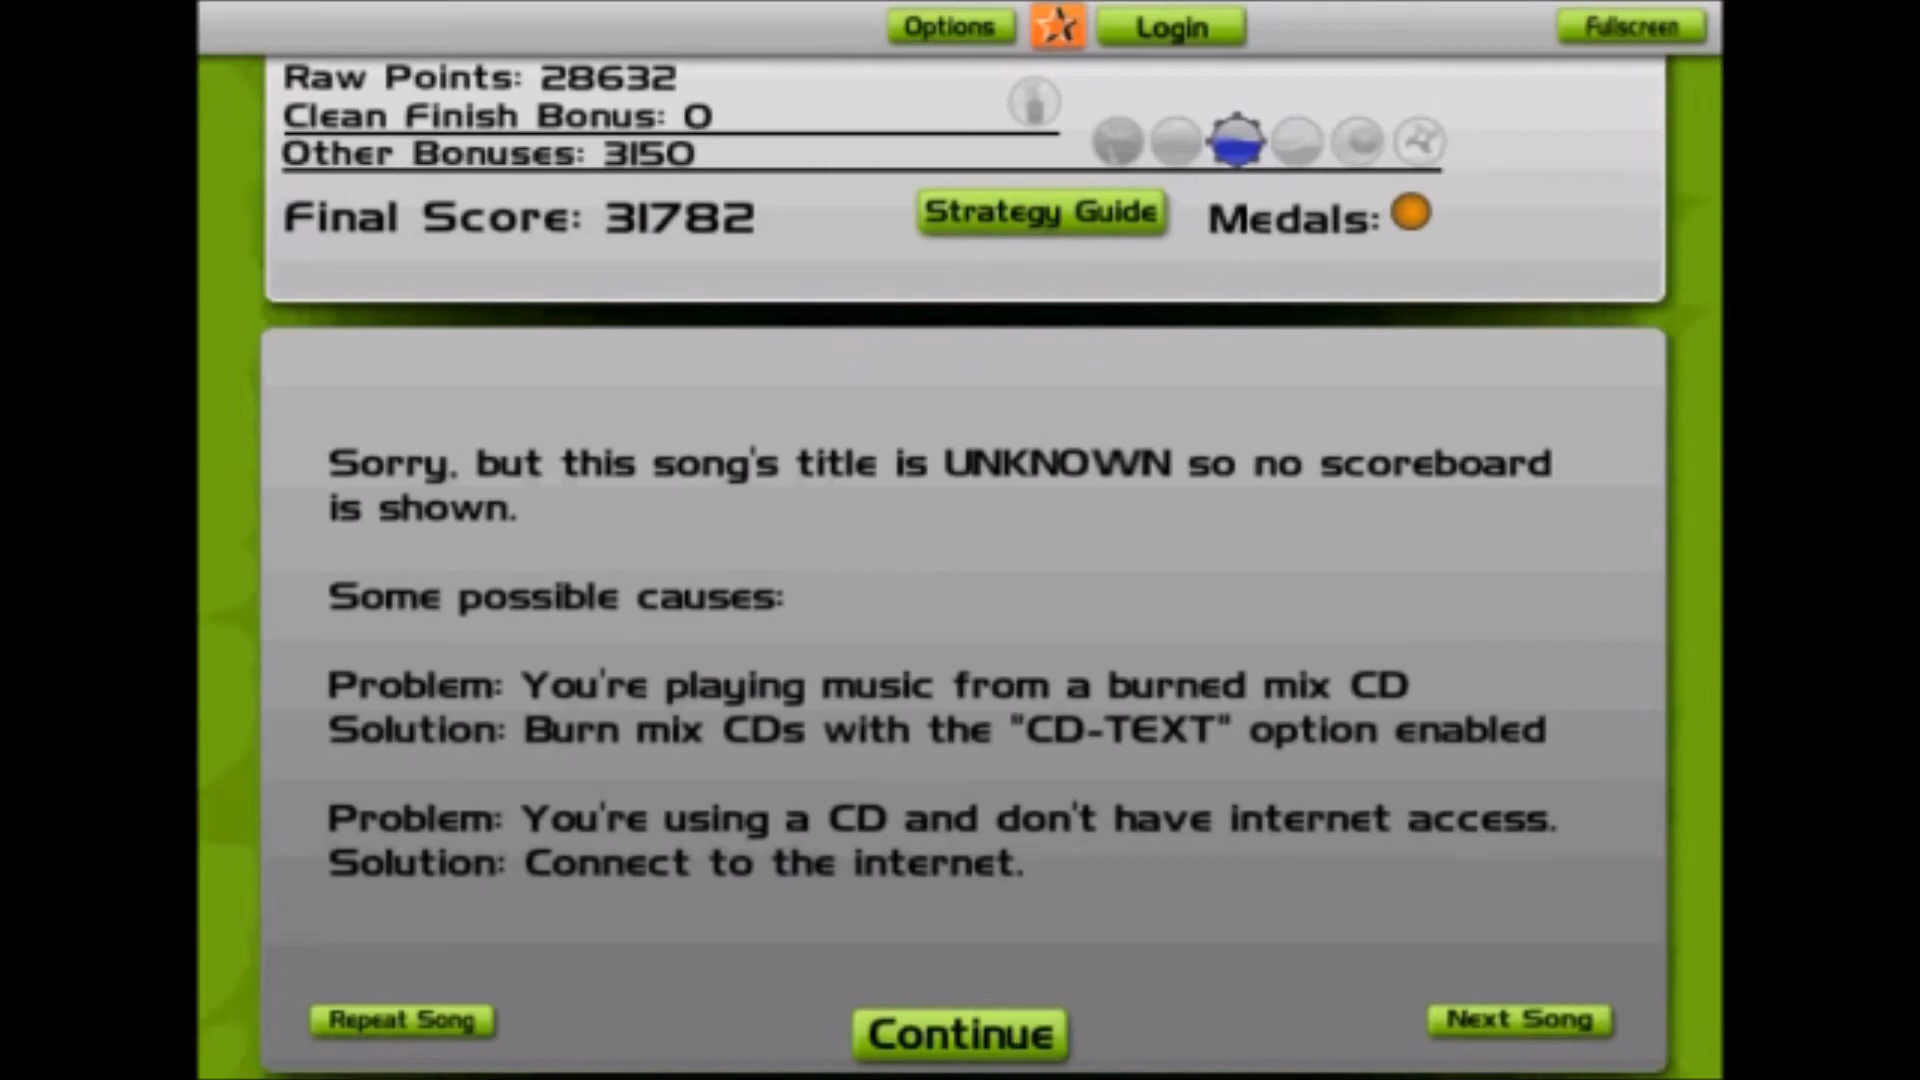 Options
Login
Fullscreen
Raw Points: 28632
Clean Finish Bonus: 0
Other Bonuses: 3150
Final Score: 31782
Strategy Guide
Medals:
Sorry, but this song's title is UNKNOWN so no scoreboard
is shown.
Some possible causes:
Problem: You're playing music from a burned mix CD
Solution: Burn mix CDs with the "CD-TEXT" option enabled
Problem: You're using a CD and don't have internet access.
Solution: Connect to the internet.
Repeat Song
Continue
Next Song